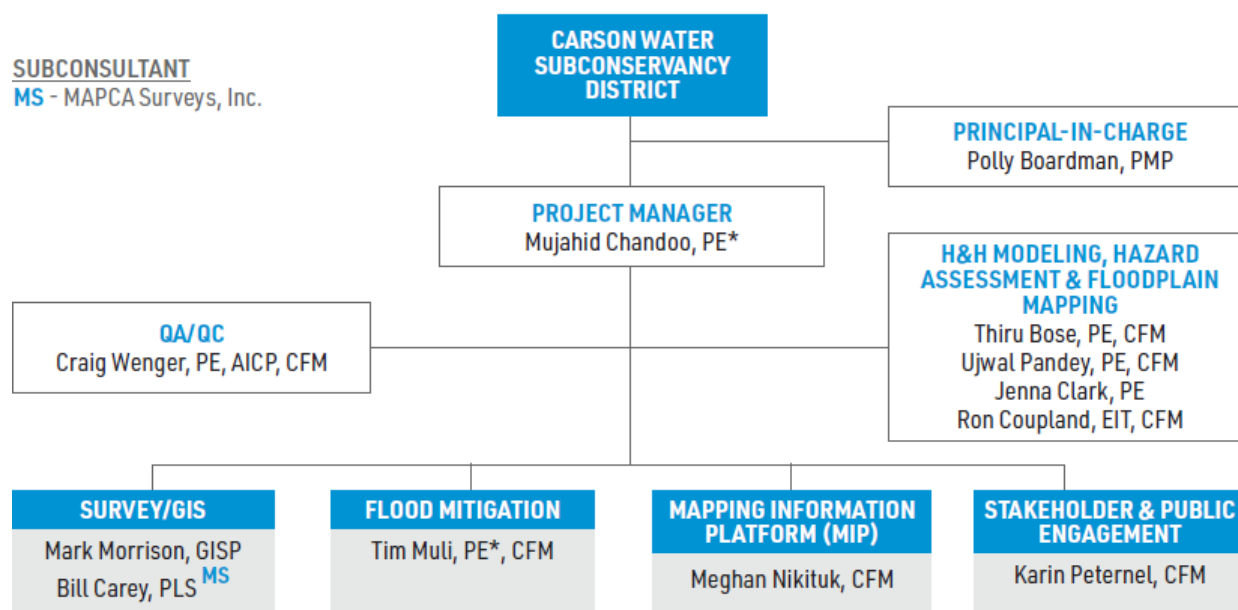 CARSON WATER
SUBCONSERVANCY
DISTRICT
SUBCONSULTANT
MS - MAPCA Surveys, Inc.
PRINCIPAL-IN-CHARGE
Polly Boardman, PMP
PROJECT MANAGER
Mujahid Chandoo, PE*
H&H MODELING, HAZARD
ASSESSMENT & FLOODPLAIN
MAPPING
Thiru Bose, PE, CFM
Ujwal Pandey, PE, CFM
Jenna Clark, PE
Ron Coupland, EIT, CFM
QA/QC
Craig Wenger, PE, AICP, CFM
SURVEY/GIS
Mark Morrison, GISP
Bill Carey, PLS MS
FLOOD MITIGATION
Tim Muli, PE*, CFM
MAPPING INFORMATION
PLATFORM (MIP)
Meghan Nikituk, CFM
STAKEHOLDER & PUBLIC
ENGAGEMENT
Karin Peternel, CFM